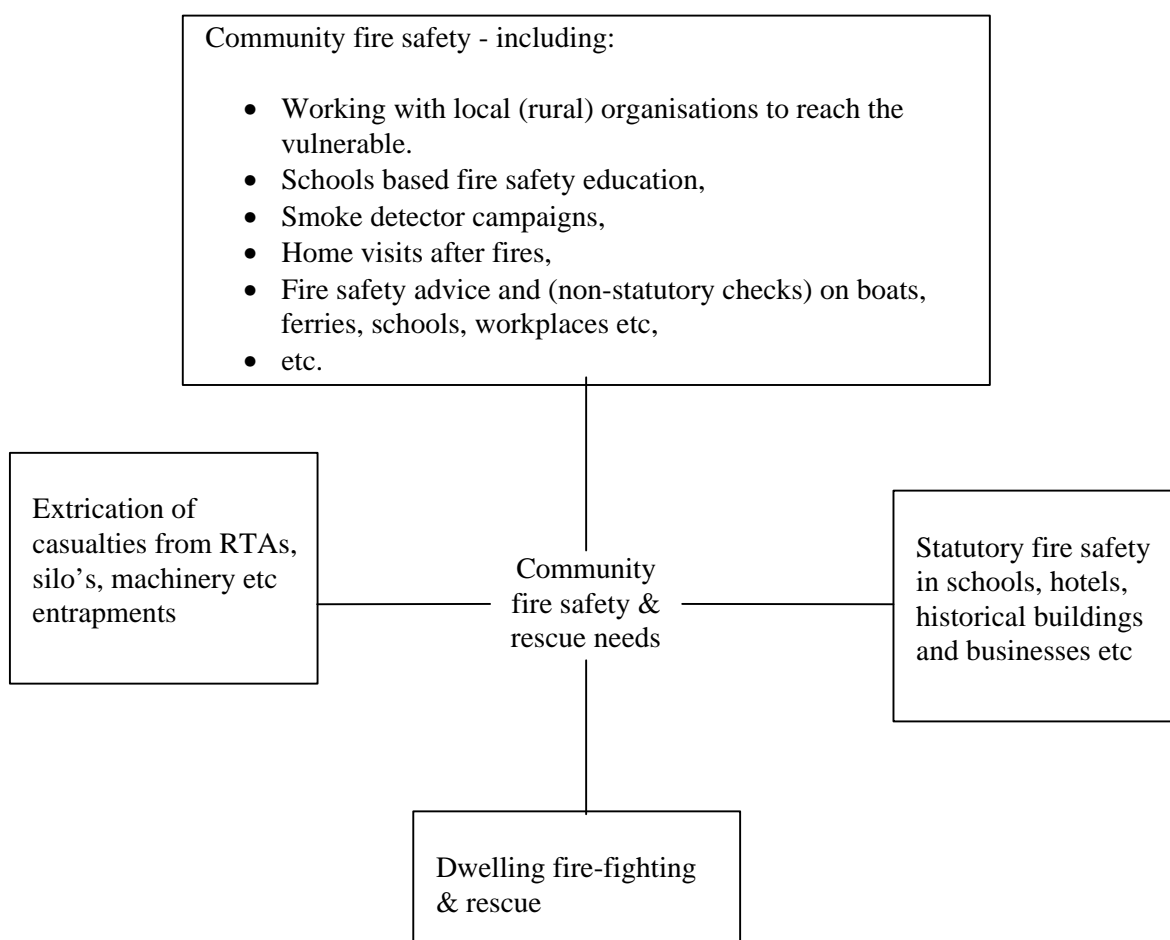 Community fire safety - including:
• Working with local (rural) organisations to reach the
vulnerable.
• Schools based fire safety education,
• Smoke detector campaigns,
• Home visits after fires,
• Fire safety advice and (non-statutory checks) on boats,
ferries, schools, workplaces etc,
• etc.
Extrication of
casualties from RTAs,
silo's, machinery etc
entrapments
Community
fire safety &
rescue needs
Statutory fire safety
in schools, hotels,
historical buildings
and businesses etc
Dwelling fire-fighting
& rescue